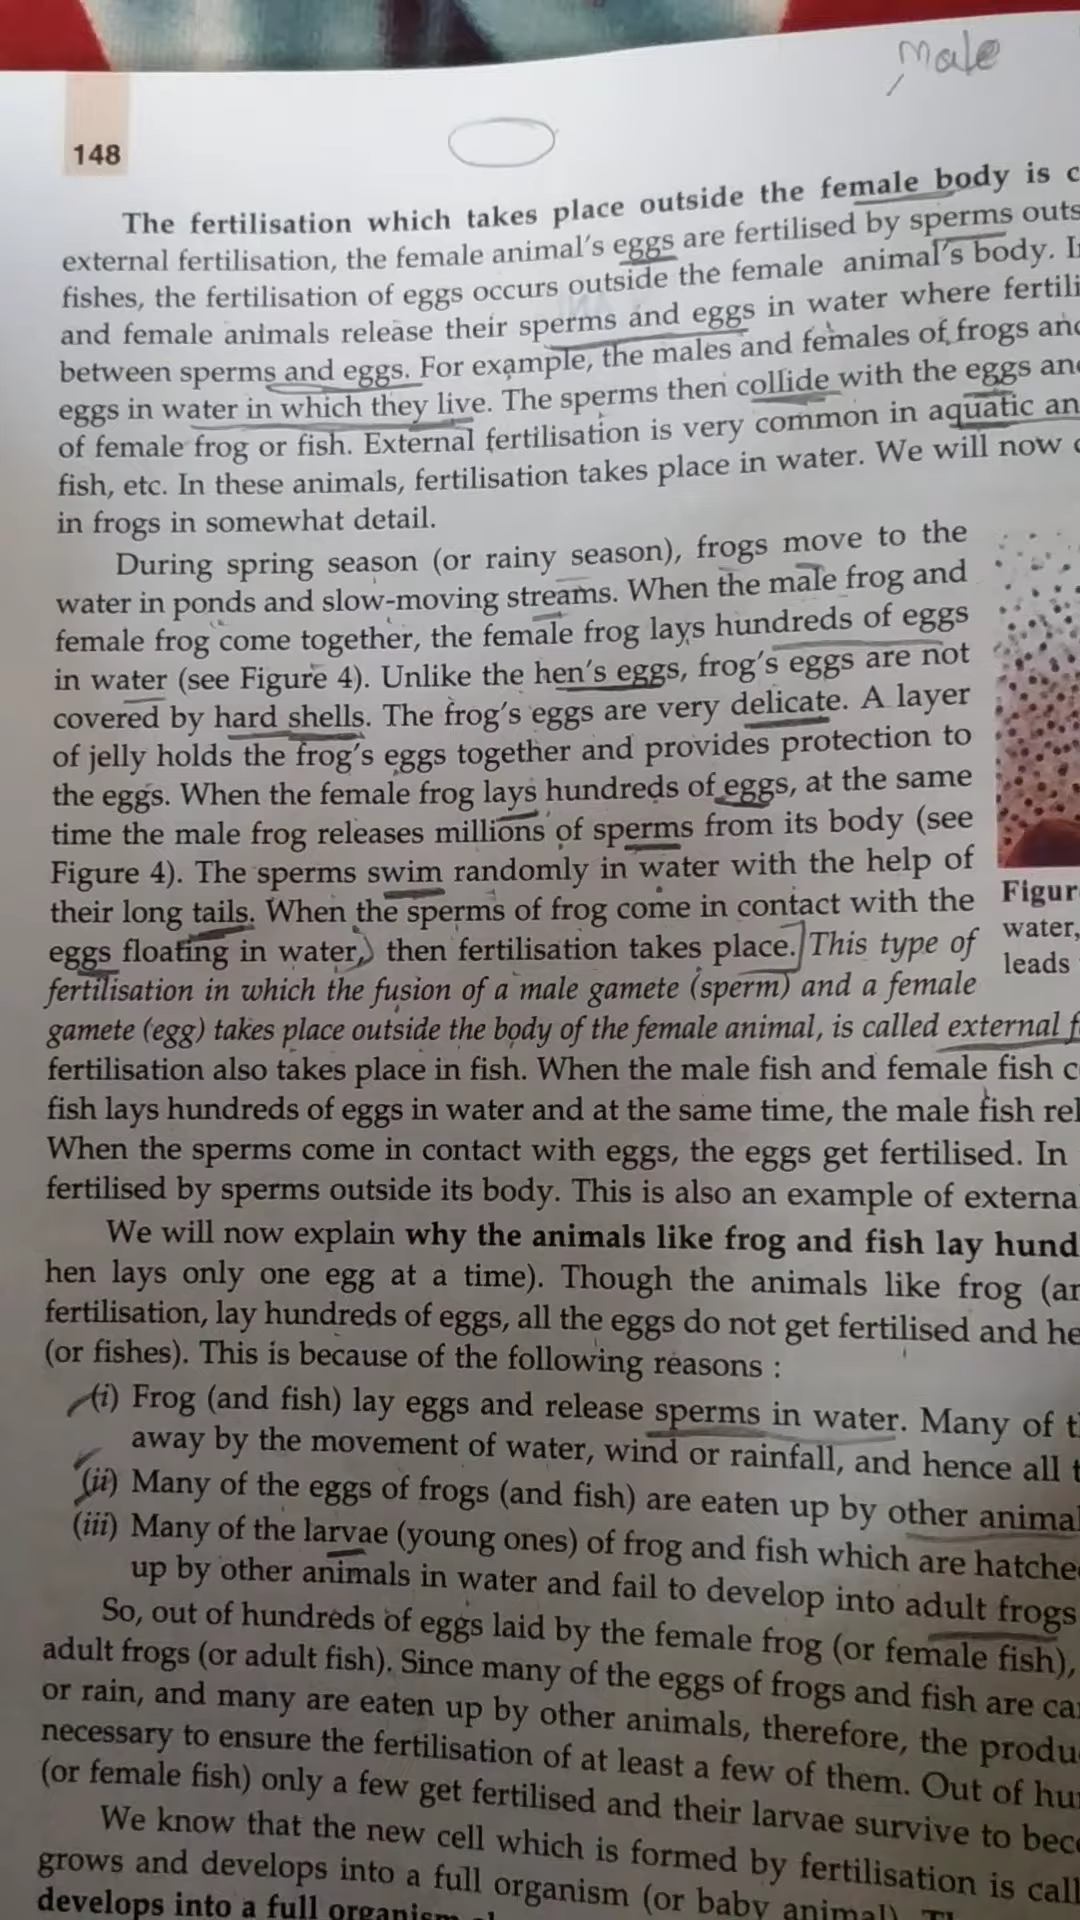 Male
148
The fertilisation which takes place outside the female body is
external fertilisation, the female animal's eggs are fertilised by sperms
fishes, the fertilisation of eggs occurs outside the female animal's body.
and female animals release their sperms and eggs in water where
between sperms and eggs. For example, the males and females of frogs
eggs in water in which they live. The sperms then collide with the eggs
of female frog or fish. External fertilisation is very common in aquatic
fish, etc. In these animals, fertilisation takes place in water. We will now
in frogs in somewhat detail.
During spring season (or rainy season), frogs move to the
water in ponds and slow-moving streams. When the male frog and
female frog come together, the female frog lays hundreds of eggs
in water (see Figure 4). Unlike the hen's eggs, frog's eggs are not
covered by hard shells. The frog's eggs are very delicate. A layer
of jelly holds the frog's eggs together and provides protection to
the eggs. When the female frog lays hundreds of eggs, at the same
time the male frog releases millions of sperms from its body (see
Figure 4). The sperms swim randomly in water with the help of
their long tails. When the sperms of frog come in contact with the
eggs floating in water, then fertilisation takes place. This type of
fertilisation in which the fusion of a male gamete (sperm) and a female
gamete (egg) takes place outside the body of the female animal, is called external
fertilisation also takes place in fish. When the male fish and female fish
fish lays hundreds of eggs in water and at the same time, the male fish
When the sperms come in contact with eggs, the eggs get fertilised. In
fertilised by sperms outside its body. This is also an example of
We will now explain why the animals like frog and fish lay
hen lays only one egg at a time). Though the animals like frog
fertilisation, lay hundreds of eggs, all the eggs do not get fertilised and
(or fishes). This is because of the following reasons :
(i) Frog (and fish) lay eggs and release sperms in water. Many of
away by the movement of water, wind or rainfall, and hence all
(ii) Many of the eggs of frogs (and fish) are eaten up by other
(iii) Many of the larvae (young ones) of frog and fish which are
up by other animals in water and fail to develop into adult frogs
So, out of hundreds of eggs laid by the female frog (or female fish),
adult frogs (or adult fish). Since many of the eggs of frogs and fish are
or rain, and many are eaten up by other animals, therefore, the
necessary to ensure the fertilisation of at least a few of them. Out of
(or female fish) only a few get fertilised and their larvae survive to
We know that the new cell which is formed by fertilisation is
grows and develops into a full organism (or baby animal).
develops into a full organism
water,
leads